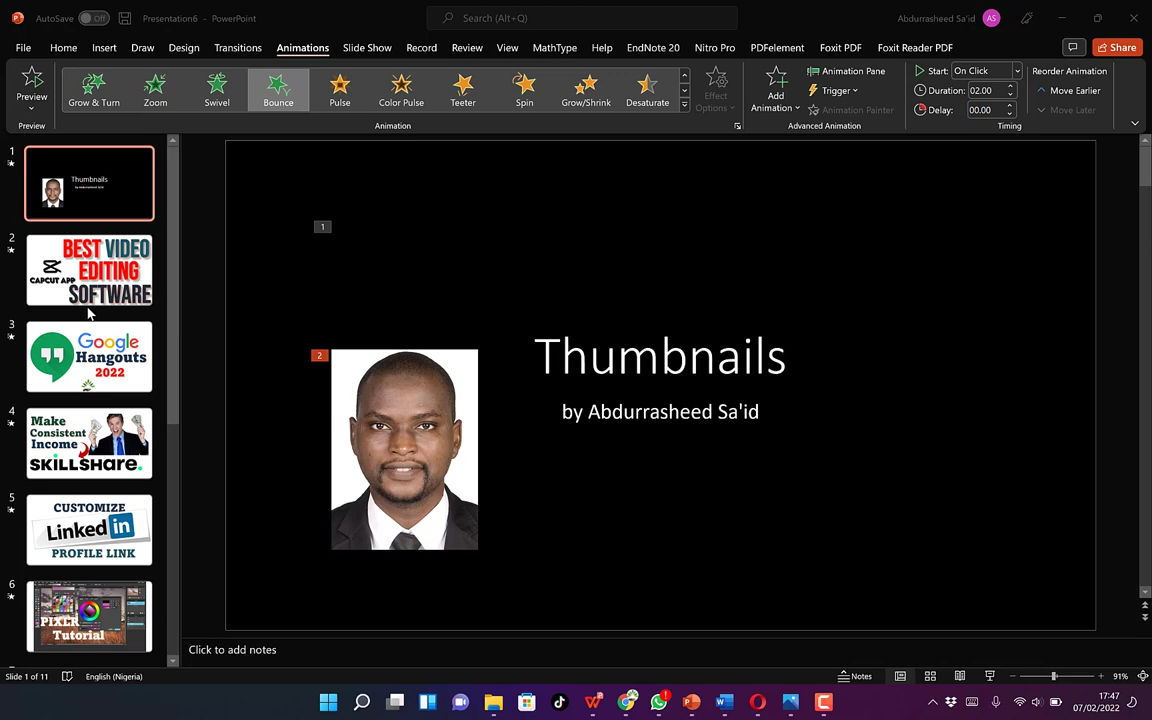 AutoSave Off Presentation6 - PowerPoint Search (Alt+Q) Abdurrasheed Sa'id AS
File Home Insert Draw Design Transitions Animations Slide Show Record Review View MathType Help EndNote 20 Nitro Pro PDFelement Foxit PDF Foxit Reader PDF Share
Preview
Grow & Turn Zoom Swivel Bounce Pulse Color Pulse Teeter Spin Grow/Shrink Desaturate
Effect Options
Add Animation
Animation Pane
Trigger
Animation Painter
Start: On Click
Duration: 02.00
Delay: 00.00
Reorder Animation
Move Earlier
Move Later
Preview Animation Advanced Animation Timing
1
Thumbnails
by Abdurrasheed Sa'id
2
BEST VIDEO
EDITING
CAPCUT APP
SOFTWARE
3
Google
Hangouts
2022
4
Make
Consistent
Income
SKILLSHARE.
5
CUSTOMIZE
Linked in
PROFILE LINK
6
PIXLR
Tutorial
1
2
Thumbnails
by Abdurrasheed Sa'id
Click to add notes
Slide 1 of 11 English (Nigeria) Notes 91%
17:47
07/02/2022